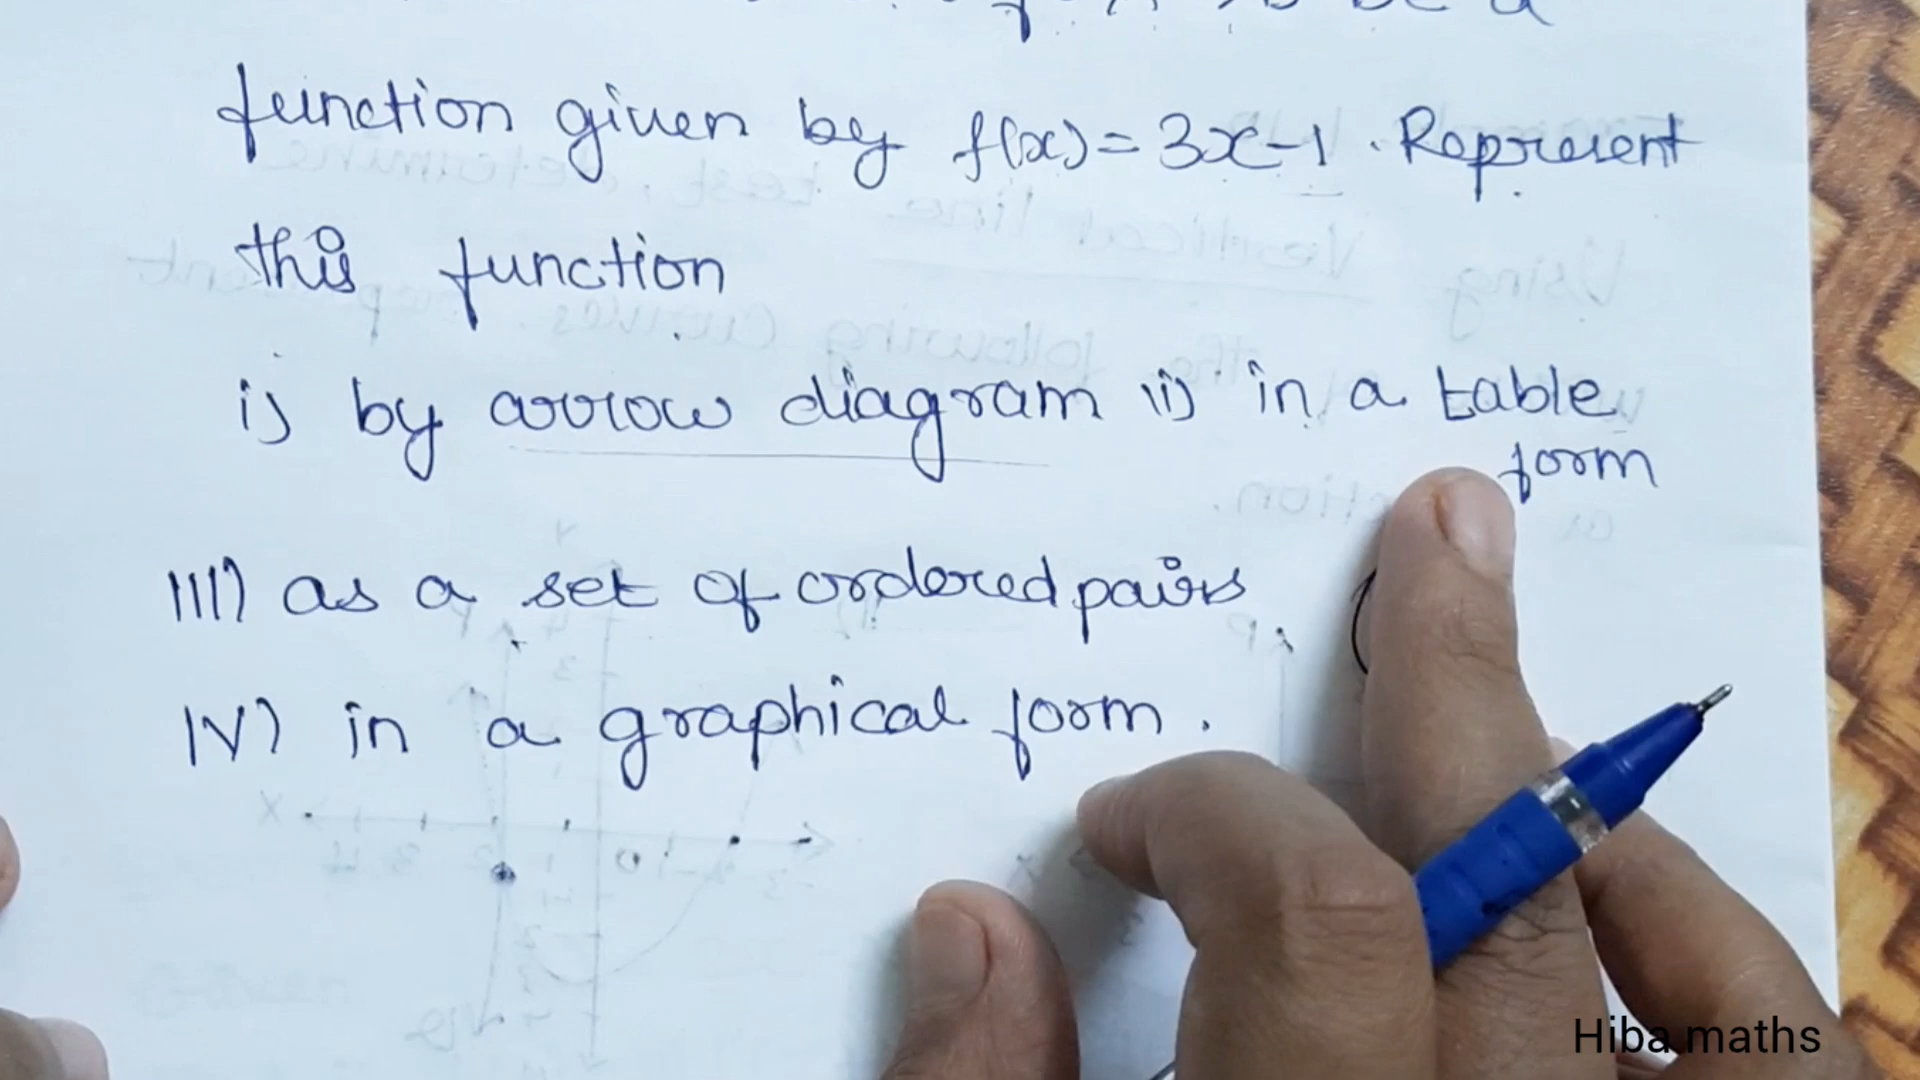 be a
function given by f(x)=3x-1. Represent
this function
i) by arrow diagram ii) in a table
form
III) as a set of ordered pairs
IV) in a graphical form.
Hiba maths